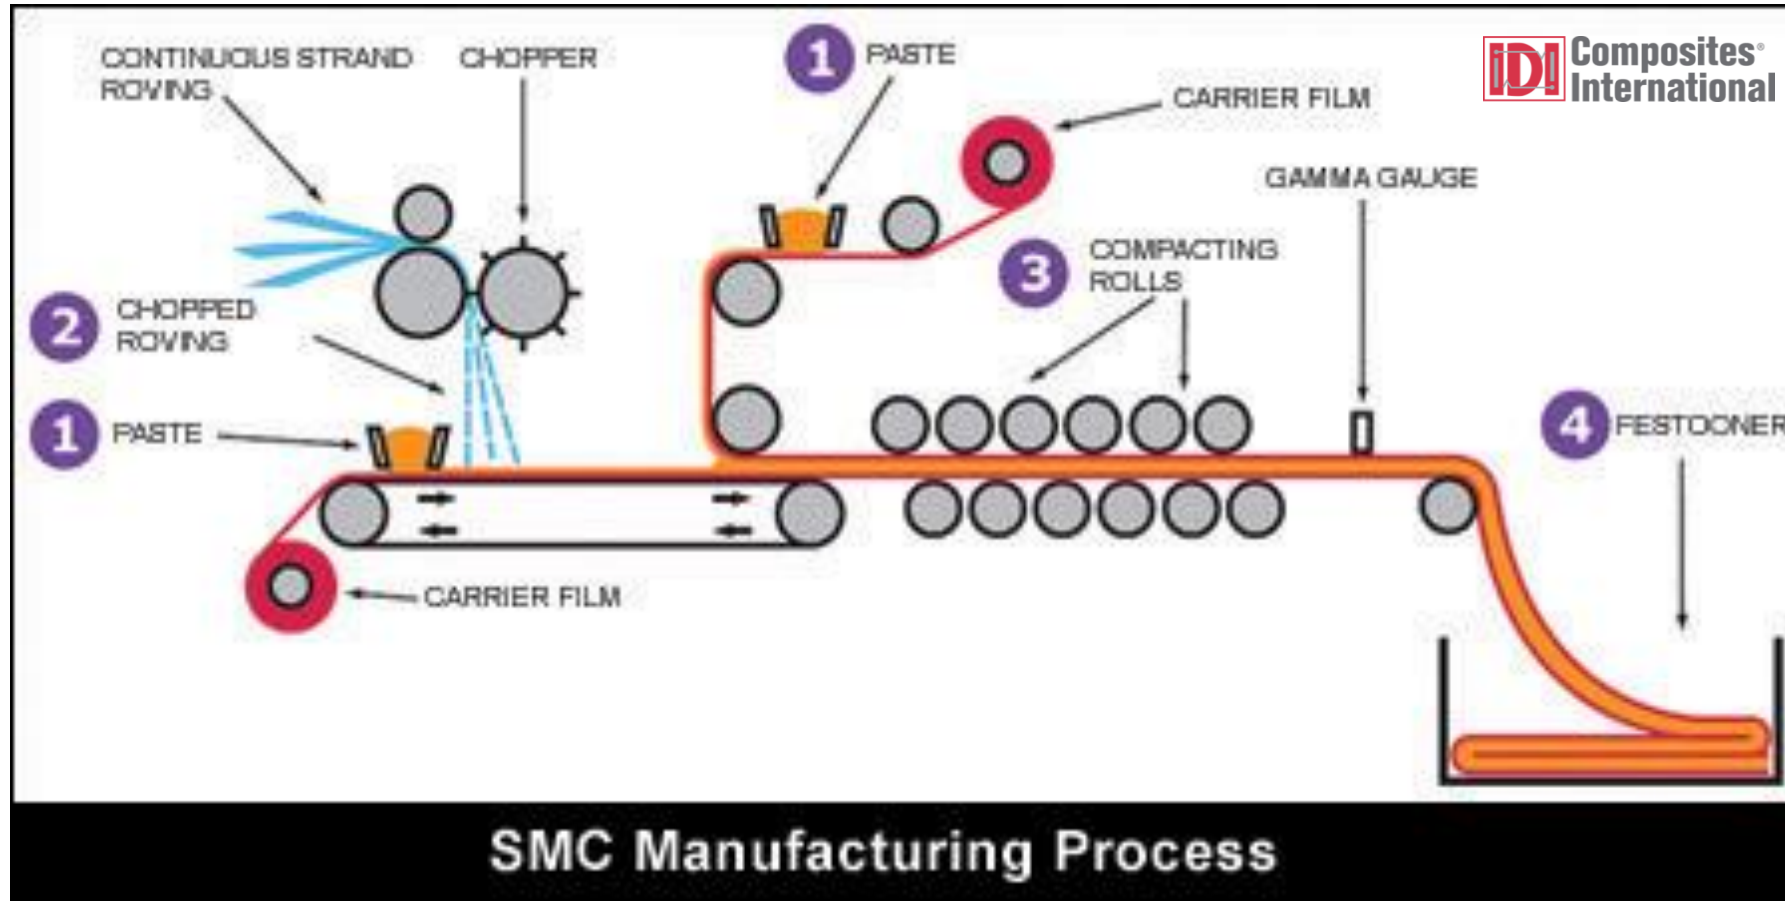 CONTINUOUS STRAND
ROVING
CHOPPER
1 PASTE
CARRIER FILM
iDi Composites®
International
GAMMA GAUGE
3 COMPACTING
ROLLS
2 CHOPPED
ROVING
1 PASTE
4 FESTOONER
CARRIER FILM
SMC Manufacturing Process